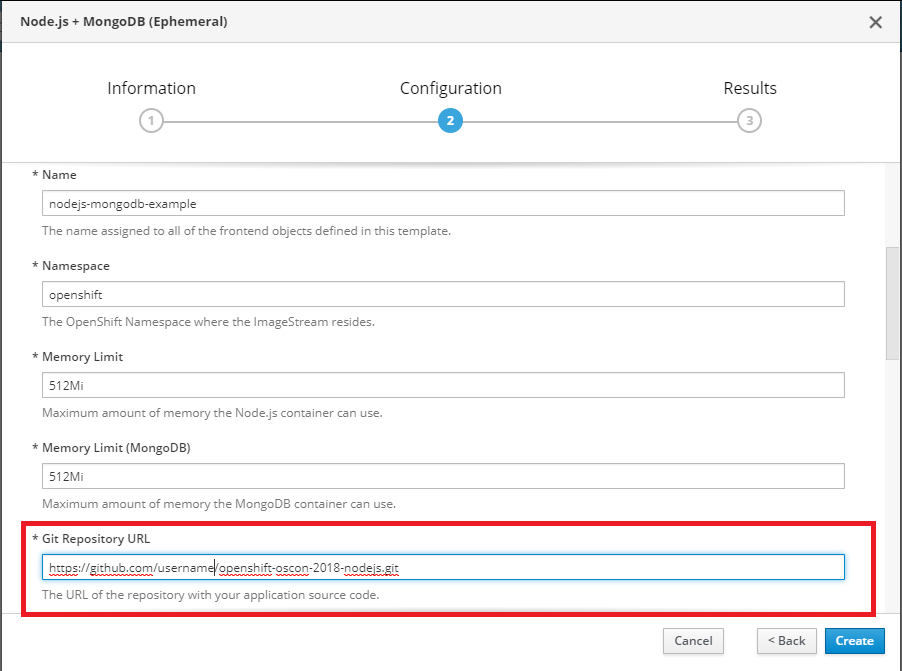 Node.js + MongoDB (Ephemeral)
Information Configuration Results
1 2 3
* Name
nodejs-mongodb-example
The name assigned to all of the frontend objects defined in this template.
* Namespace
openshift
The OpenShift Namespace where the ImageStream resides.
* Memory Limit
512Mi
Maximum amount of memory the Node.js container can use.
* Memory Limit (MongoDB)
512Mi
Maximum amount of memory the MongoDB container can use.
* Git Repository URL
https://github.com/username/openshift-oscon-2018-nodejs.git
The URL of the repository with your application source code.
Cancel < Back Create